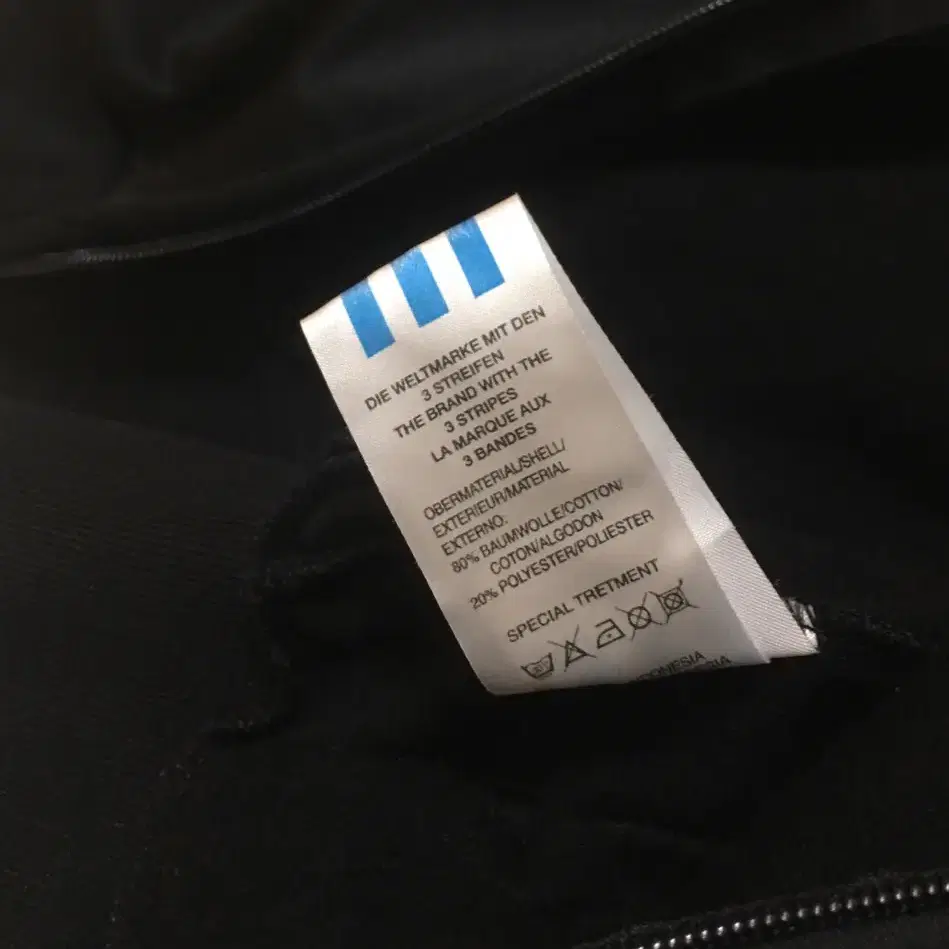 DIE WELTMARKE MIT DEN
3 STREIFEN
THE BRAND WITH THE
3 STRIPES
LA MARQUE AUX
3 BANDES
OBERMATERIAL/SHELL/
EXTERIEUR/MATERIAL
EXTERNO:
80% BAUMWOLLE/COTTON/
COTON/ALGODON
20% POLYESTER/POLIESTER
SPECIAL TRETMENT